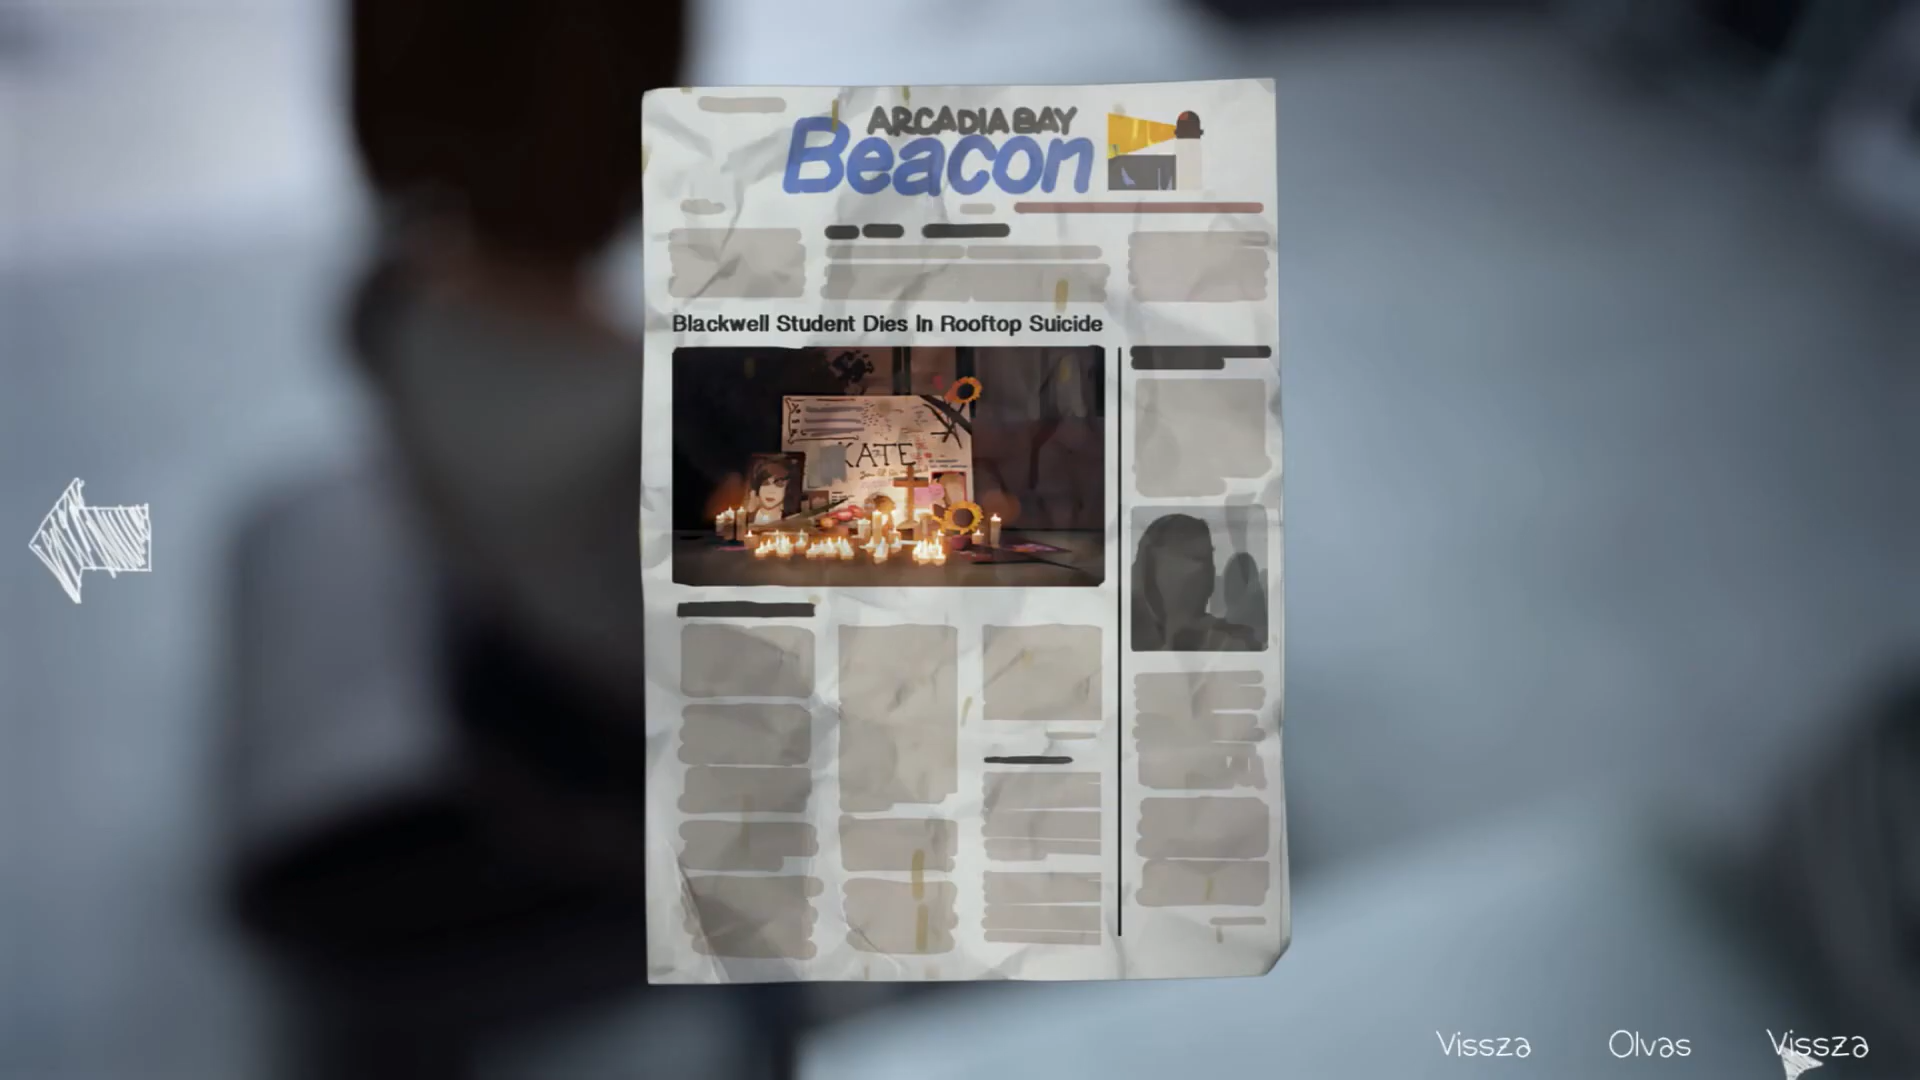 ARCADIA BAY
Beacon
Blackwell Student Dies In Rooftop Suicide
KATE
Vissza
Olvas
Vissza